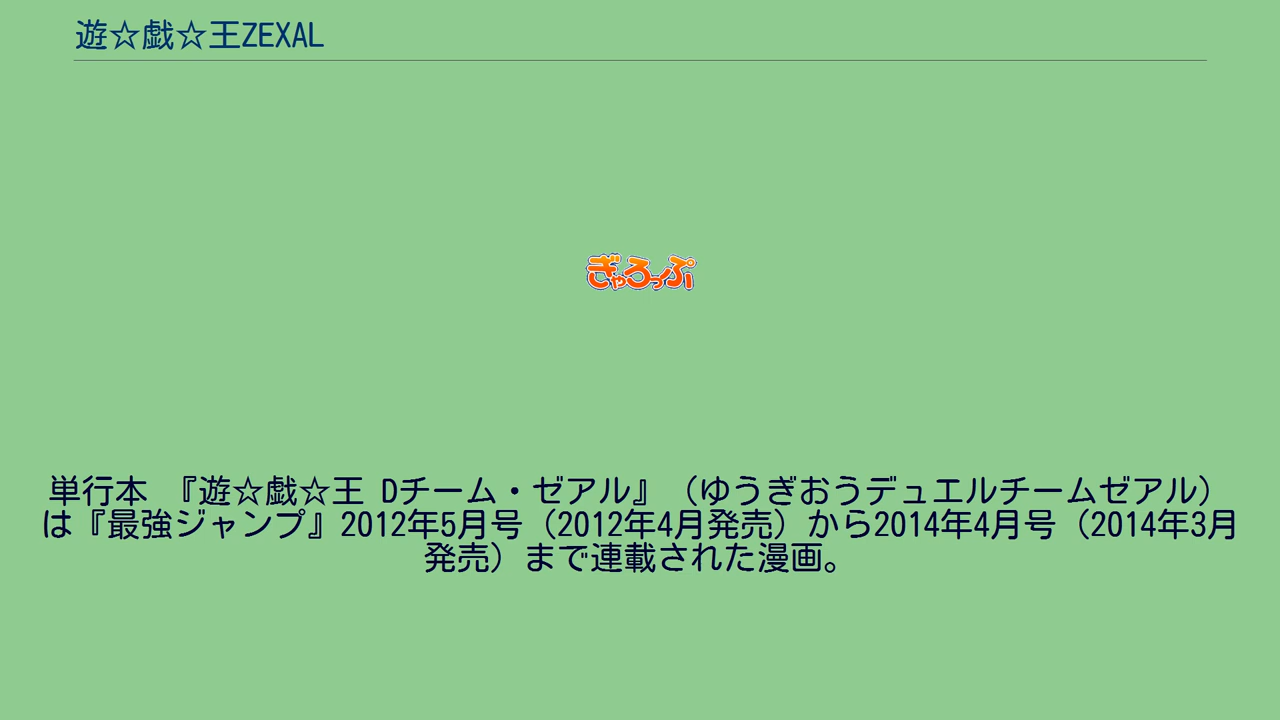 遊☆戯☆王ZEXAL
ぎゃろっぷ
単行本 『遊☆戯☆王 Dチーム・ゼアル』（ゆうぎおうデュエルチームゼアル）
は『最強ジャンプ』2012年5月号（2012年4月発売）から2014年4月号（2014年3月
発売）まで連載された漫画。